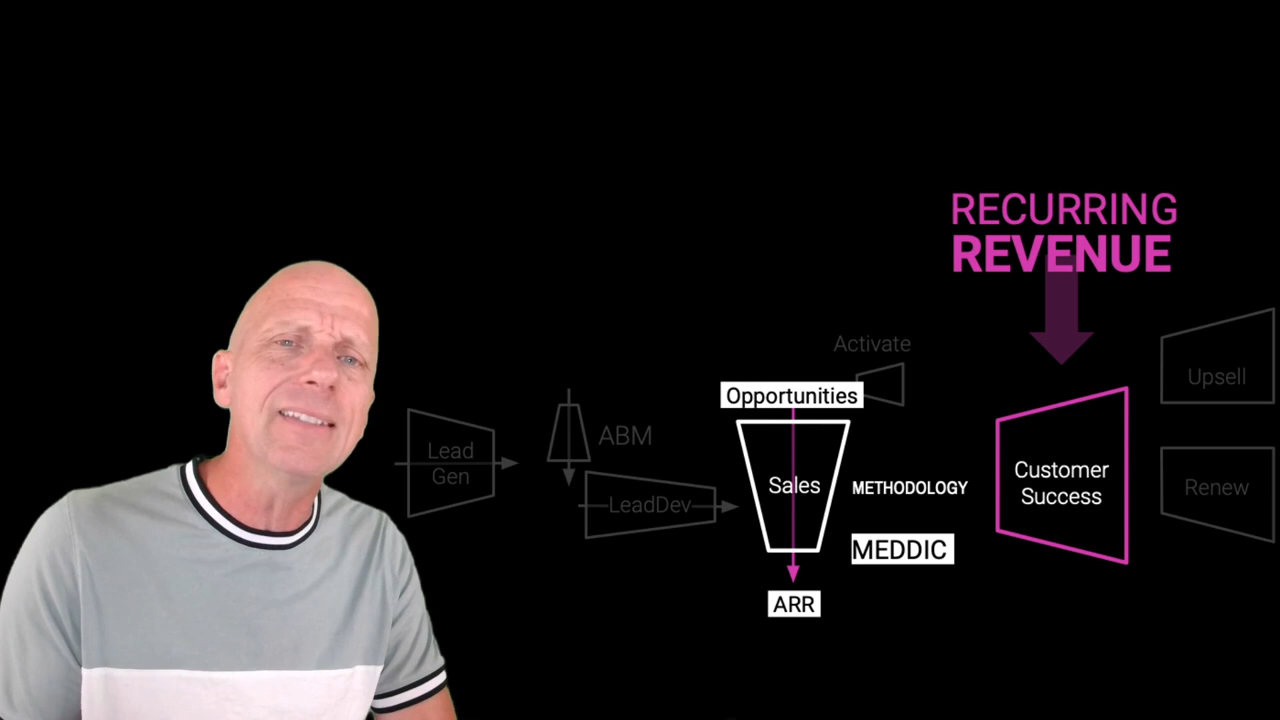 RECURRING
REVENUE
Activate
Upsell
Opportunities
Lead
Gen
ABM
LeadDev
Sales
METHODOLOGY
Customer
Success
Renew
MEDDIC
ARR